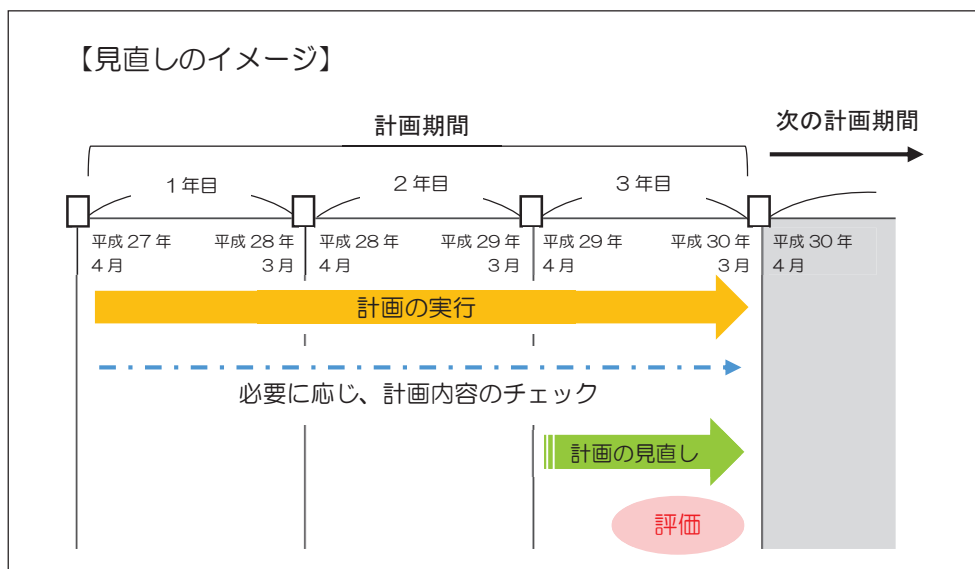 【見直しのイメージ】
計画期間
次の計画期間
1年目
2年目
3年目
平成27年
4月
平成28年
3月
平成28年
4月
平成29年
3月
平成29年
4月
平成30年
3月
平成30年
4月
計画の実行
必要に応じ、計画内容のチェック
計画の見直し
評価